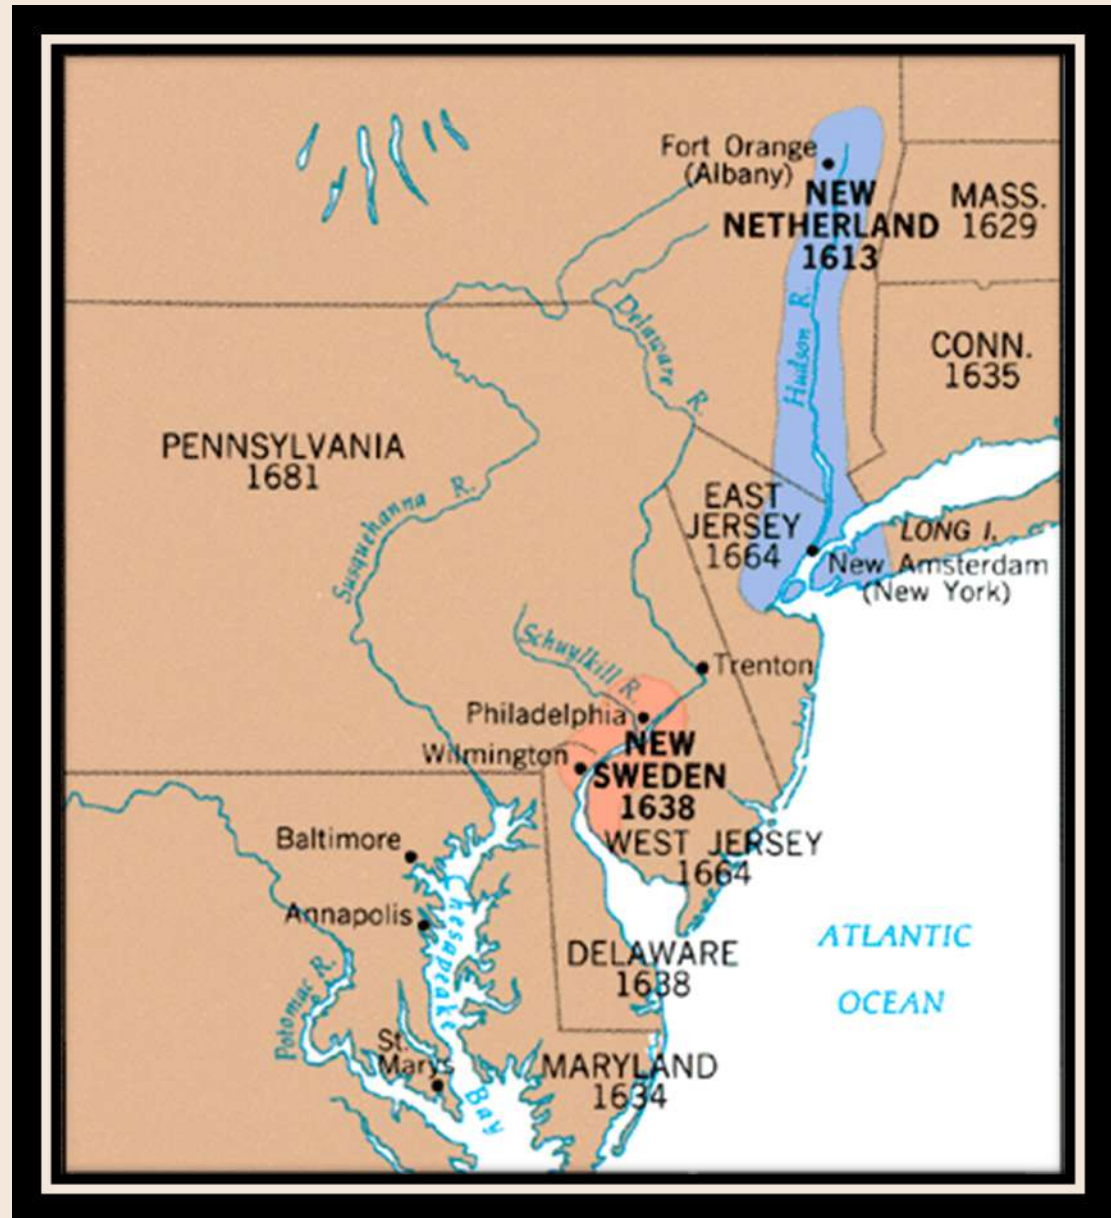 Fort Orange
(Albany)
NEW
NETHERLAND
1613
MASS.
1629
Delaware R.
Hudson R.
CONN.
1635
PENNSYLVANIA
1681
Susquehanna R.
EAST
JERSEY
1664
LONG I.
New Amsterdam
(New York)
Schuylkill R.
Trenton
Philadelphia
Wilmington
NEW
SWEDEN
1638
WEST JERSEY
1664
Baltimore
Annapolis
Chesapeake
Bay
ATLANTIC
OCEAN
DELAWARE
1638
Potomac R.
St.
Marys
MARYLAND
1634